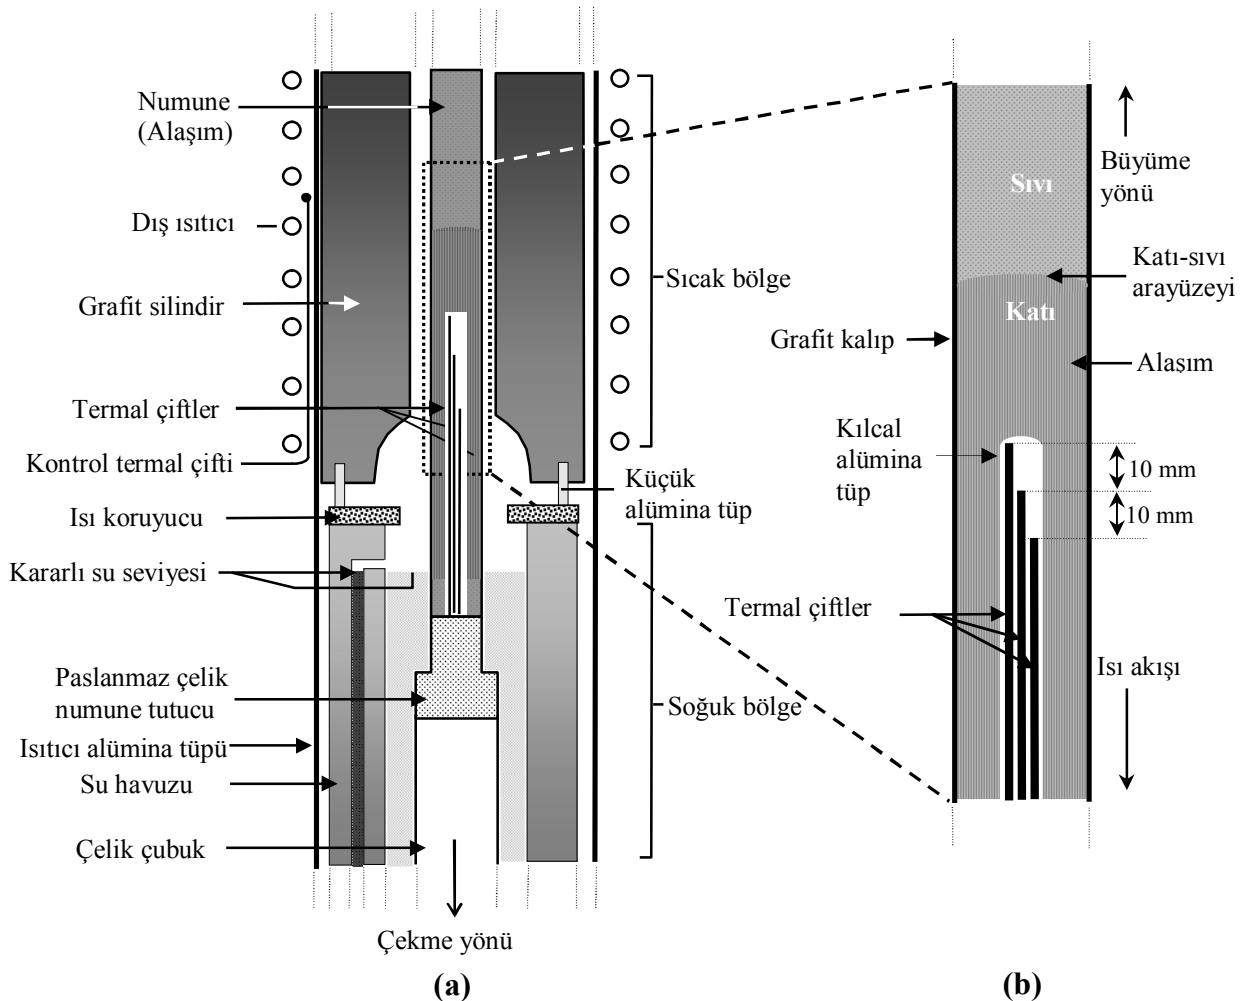 Numune
(Alaşım)
Dış ısıtıcı
Grafit silindir
Termal çiftler
Kontrol termal çifti
Isı koruyucu
Kararlı su seviyesi
Paslanmaz çelik
numune tutucu
Isıtıcı alümina tüpü
Su havuzu
Çelik çubuk
Çekme yönü
(a)
Sıcak bölge
Küçük
alümina tüp
Soğuk bölge
Sıvı
Katı
Büyüme
yönü
Katı-sıvı
arayüzeyi
Grafit kalıp
Alaşım
Kılcal
alümina
tüp
10 mm
10 mm
Termal çiftler
Isı akışı
(b)